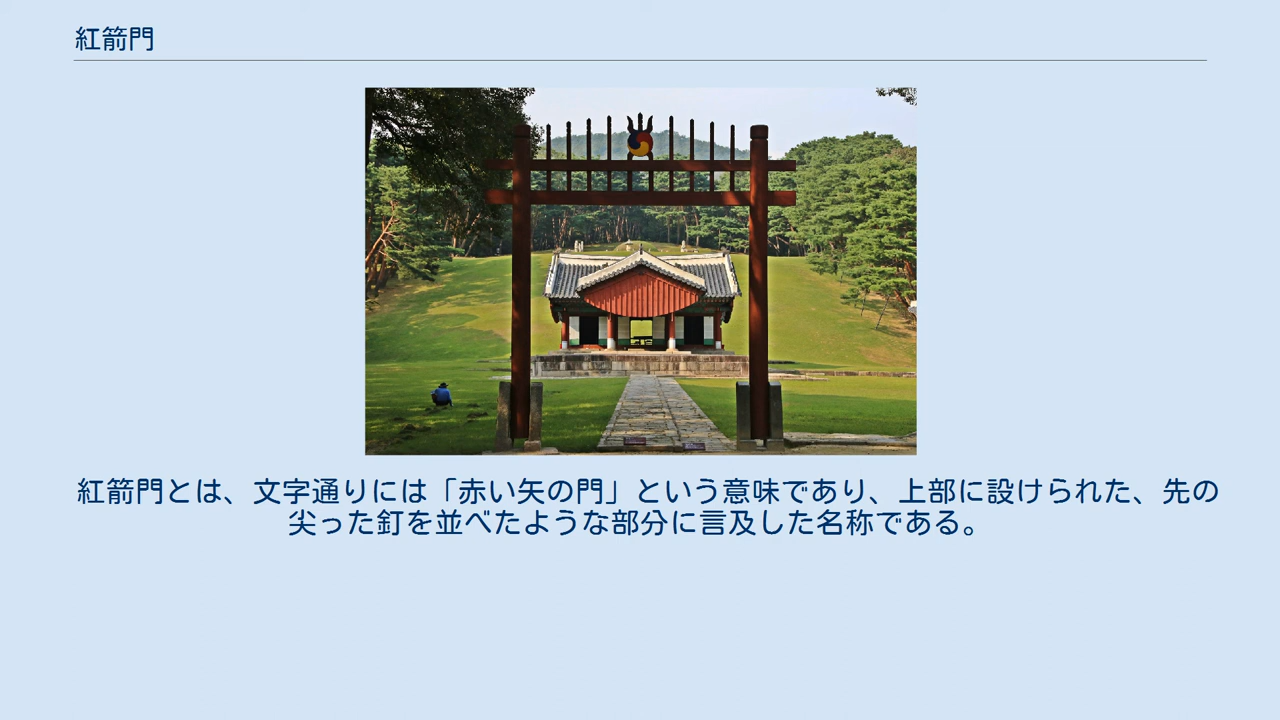 紅箭門
紅箭門とは、文字通りには「赤い矢の門」という意味であり、上部に設けられた、先の
尖った釘を並べたような部分に言及した名称である。